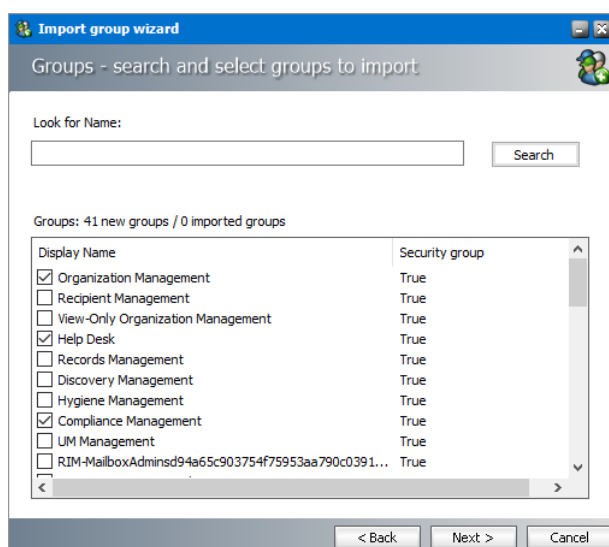 Import group wizard
Groups - search and select groups to import
Look for Name:
Search
Groups: 41 new groups / 0 imported groups
Display Name Security group
Organization Management True
Recipient Management True
View-Only Organization Management True
Help Desk True
Records Management True
Discovery Management True
Hygiene Management True
Compliance Management True
UM Management True
RIM-MailboxAdminsd94a65c903754f75953aa790c0391... True
< Back Next > Cancel